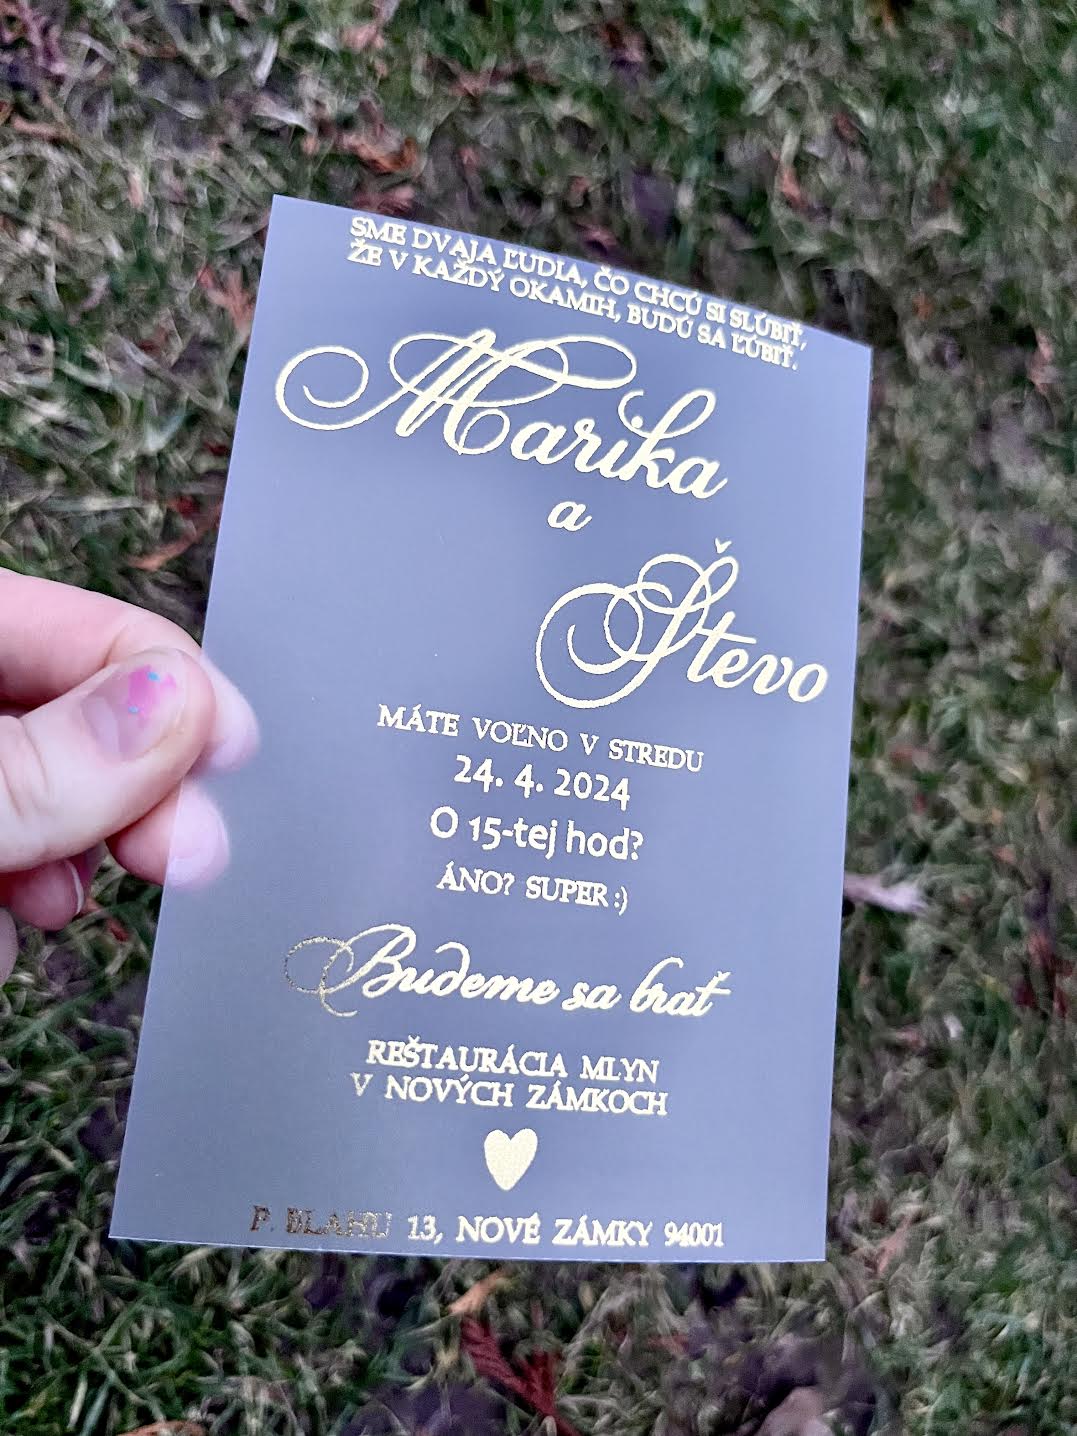 SME DVAJA ĽUDIA, ČO CHCÚ SI SĽÚBIŤ,
ŽE V KAŽDÝ OKAMIH, BUDÚ SA ĽÚBIŤ.
Marika
a
Števo
MÁTE VOĽNO V STREDU
24. 4. 2024
O 15-tej hod?
ÁNO? SUPER :)
Budeme sa brať
REŠTAURÁCIA MLYN
V NOVÝCH ZÁMKOCH
P. BLAHU 13, NOVÉ ZÁMKY 94001